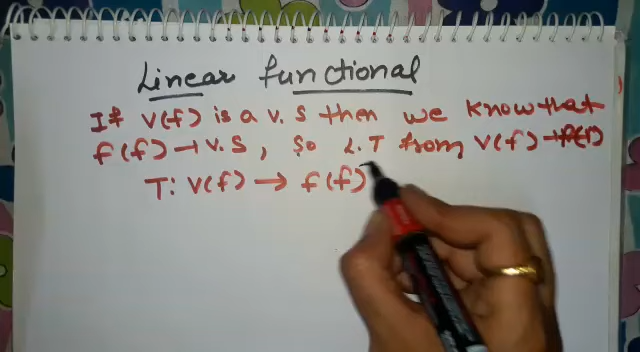 Linear functional
If V(f) is a V.S then we know that
f(f) → V.S, So L.T from V(f) → f(f)
T: V(f) → f(f)